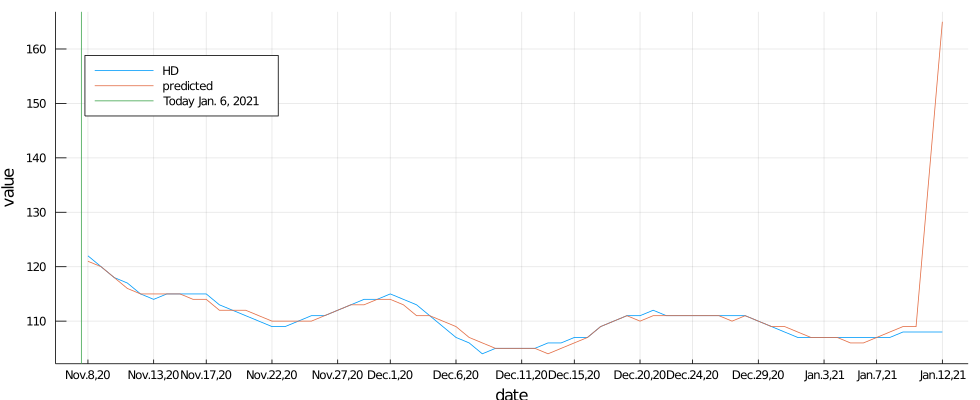 160
150
140
130
120
110
value
HD
predicted
Today Jan. 6, 2021
Nov.8,20 Nov.13,20 Nov.17,20 Nov.22,20 Nov.27,20 Dec.1,20 Dec.6,20 Dec.11,20 Dec.15,20 Dec.20,20 Dec.24,20 Dec.29,20 Jan.3,21 Jan.7,21 Jan.12,21
date